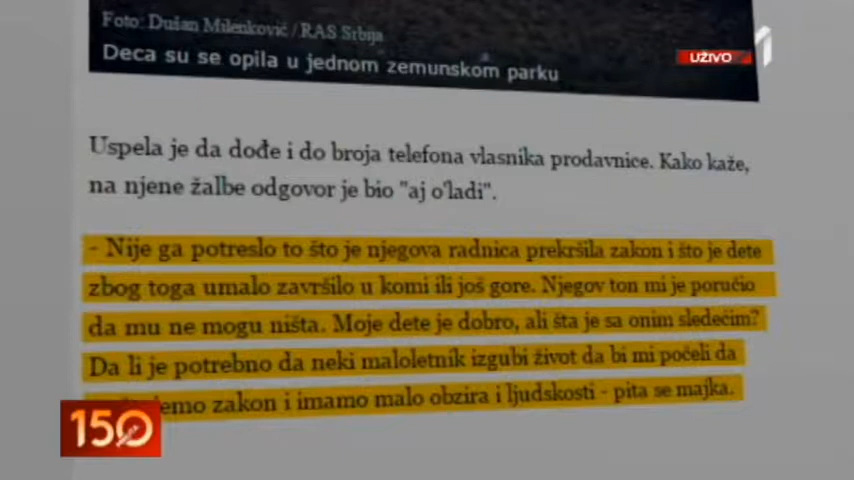 Foto: Dušan Milenković / RAS Srbija
Deca su se opila u jednom zemunskom parku
UŽIVO
1
Uspela je da dođe i do broja telefona vlasnika prodavnice. Kako kaže,
na njene žalbe odgovor je bio "aj o'ladi".
- Nije ga potreslo to što je njegova radnica prekršila zakon i što je dete
zbog toga umalo završilo u komi ili još gore. Njegov ton mi je poručio
da mu ne mogu ništa. Moje dete je dobro, ali šta je sa onim sledećim?
Da li je potrebno da neki maloletnik izgubi život da bi mi počeli da
zakon i imamo malo obzira i ljudskosti - pita se majka.
150